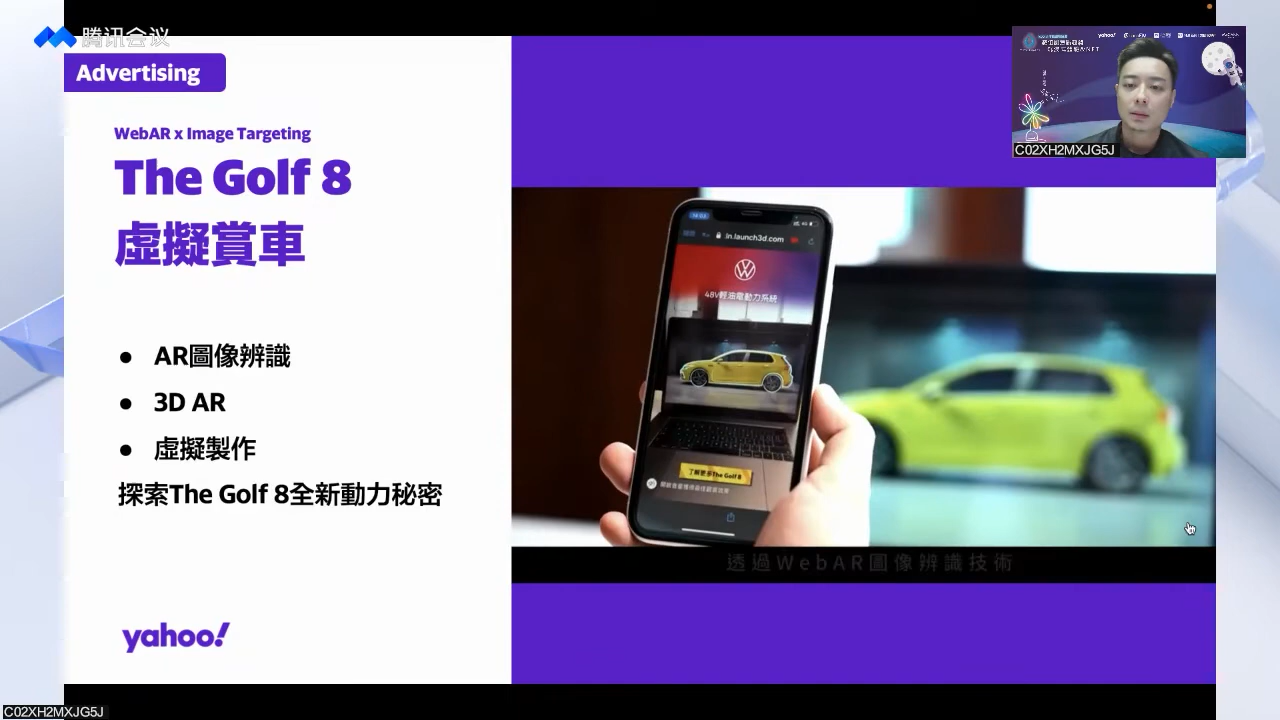 腾讯会议
Advertising
WebAR x Image Targeting
The Golf 8
虛擬賞車
● AR圖像辨識
● 3D AR
● 虛擬製作
探索The Golf 8全新動力秘密
yahoo!
in.launch3d.com
48V輕油電動力系統
了解更多The Golf 8
透過WebAR圖像辨識技術
yahoo!
C02XH2MXJG5J
C02XH2MXJG5J